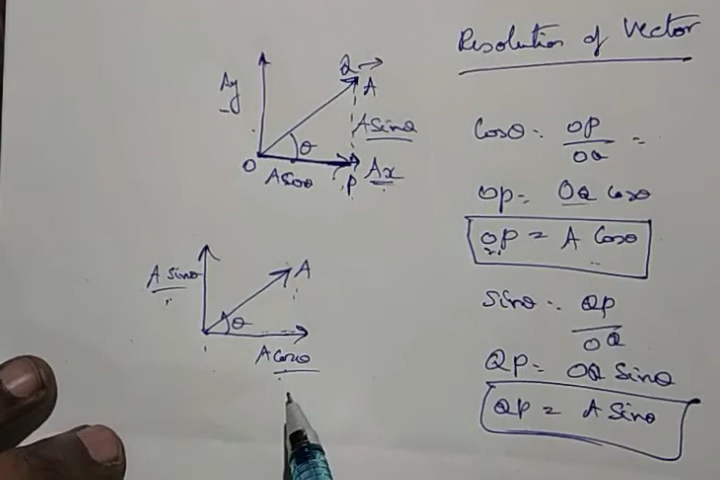 Resolution of Vector
Q
A
Ay
A Sinθ
θ
O
P
Ax
Cosθ = OP / OQ =
OP = OQ Cosθ
OP = A Cosθ
A Sinθ
A
θ
A Cosθ
Sinθ = QP / OQ
QP = OQ Sinθ
QP = A Sinθ